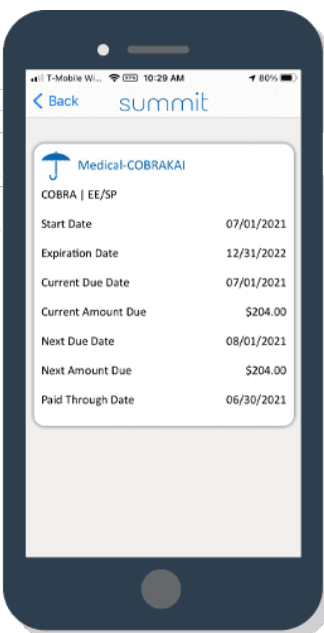 T-Mobile Wi... VPN 10:29 AM 80%
Back summit
Medical-COBRAKAI
COBRA | EE/SP
Start Date 07/01/2021
Expiration Date 12/31/2022
Current Due Date 07/01/2021
Current Amount Due $204.00
Next Due Date 08/01/2021
Next Amount Due $204.00
Paid Through Date 06/30/2021